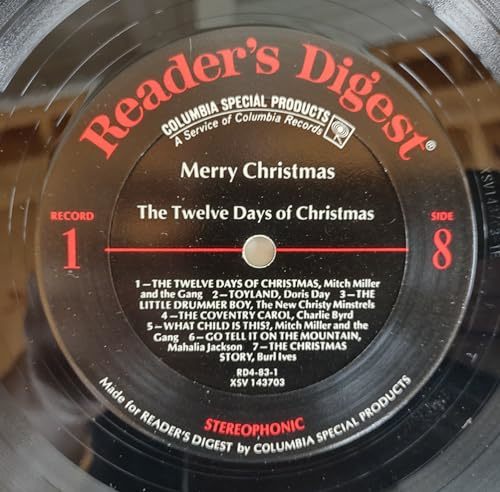 Reader's Digest®
COLUMBIA SPECIAL PRODUCTS
A Service of Columbia Records
Merry Christmas
The Twelve Days of Christmas
RECORD
1
SIDE
8
1—THE TWELVE DAYS OF CHRISTMAS, Mitch Miller
and the Gang 2—TOYLAND, Doris Day 3—THE
LITTLE DRUMMER BOY, The New Christy Minstrels
4—THE COVENTRY CAROL, Charlie Byrd
5—WHAT CHILD IS THIS?, Mitch Miller and the
Gang 6—GO TELL IT ON THE MOUNTAIN,
Mahalia Jackson 7—THE CHRISTMAS
STORY, Burl Ives
RD4-83-1
XSV 143703
STEREOPHONIC
Made for READER'S DIGEST by COLUMBIA SPECIAL PRODUCTS